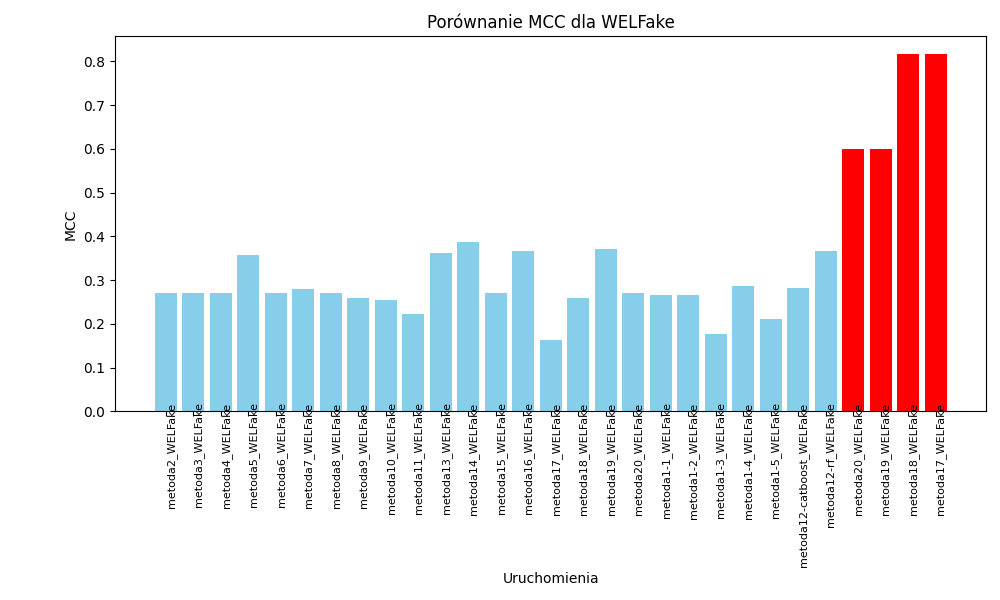 Porównanie MCC dla WELFake
MCC
0.8
0.7
0.6
0.5
0.4
0.3
0.2
0.1
0.0
metoda2_WELFake
metoda3_WELFake
metoda4_WELFake
metoda5_WELFake
metoda6_WELFake
metoda7_WELFake
metoda8_WELFake
metoda9_WELFake
metoda10_WELFake
metoda11_WELFake
metoda13_WELFake
metoda14_WELFake
metoda15_WELFake
metoda16_WELFake
metoda17_WELFake
metoda18_WELFake
metoda19_WELFake
metoda20_WELFake
metoda1-1_WELFake
metoda1-2_WELFake
metoda1-3_WELFake
metoda1-4_WELFake
metoda1-5_WELFake
metoda12-catboost_WELFake
metoda12-rf_WELFake
metoda20_WELFake
metoda19_WELFake
metoda18_WELFake
metoda17_WELFake
Uruchomienia